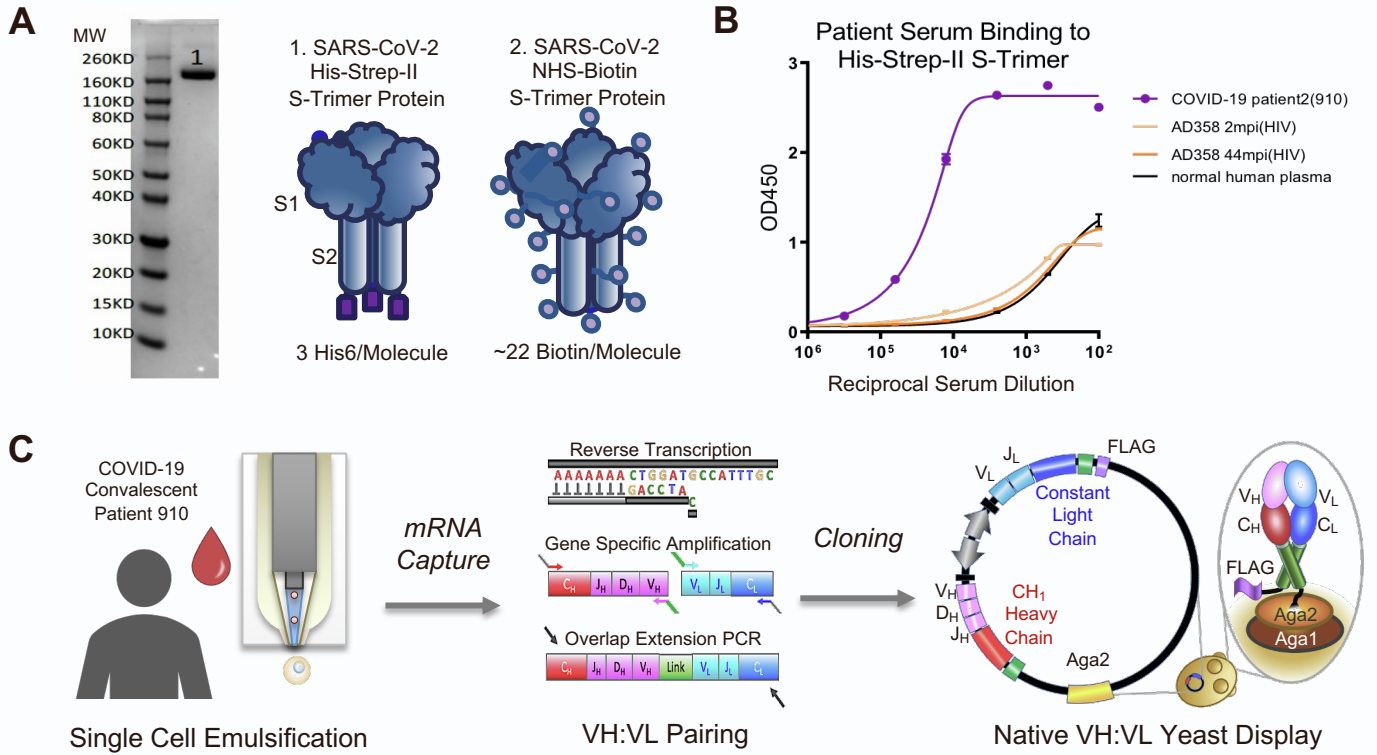 A
MW
260KD
160KD
110KD
80KD
60KD
50KD
40KD
30KD
20KD
15KD
10KD
1
1. SARS-CoV-2
His-Strep-II
S-Trimer Protein
S1
S2
3 His6/Molecule
2. SARS-CoV-2
NHS-Biotin
S-Trimer Protein
~22 Biotin/Molecule
B
Patient Serum Binding to
His-Strep-II S-Trimer
3
2
1
0
OD450
10⁶ 10⁵ 10⁴ 10³ 10²
Reciprocal Serum Dilution
COVID-19 patient2(910)
AD358 2mpi(HIV)
AD358 44mpi(HIV)
normal human plasma
C
COVID-19
Convalescent
Patient 910
Single Cell Emulsification
mRNA
Capture
Reverse Transcription
AAAAAAACTGGATGCCATTTGC
GACCTA
C
Gene Specific Amplification
CH JH DH VH VL JL CL
Overlap Extension PCR
CH JH DH VH Link VL JL CL
VH:VL Pairing
Cloning
FLAG
JL
VL
Constant
Light
Chain
VH
DH
JH
CH₁
Heavy
Chain
Aga2
VH VL
CH CL
FLAG
Aga2
Aga1
Native VH:VL Yeast Display